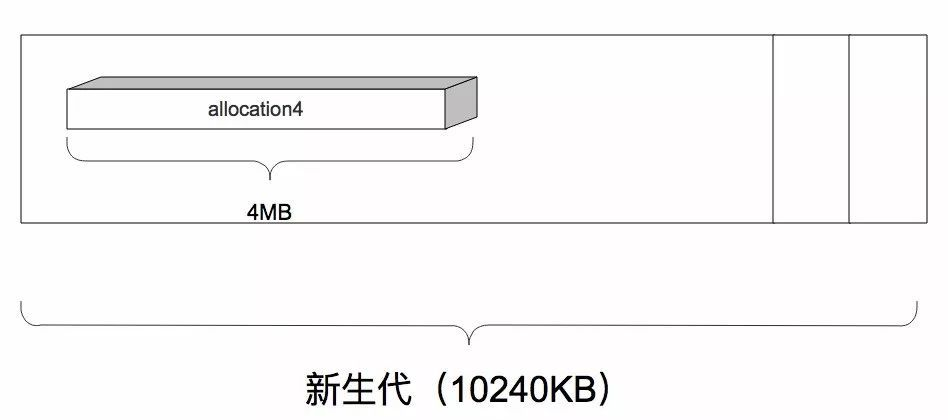 allocation4
4MB
新生代（10240KB）